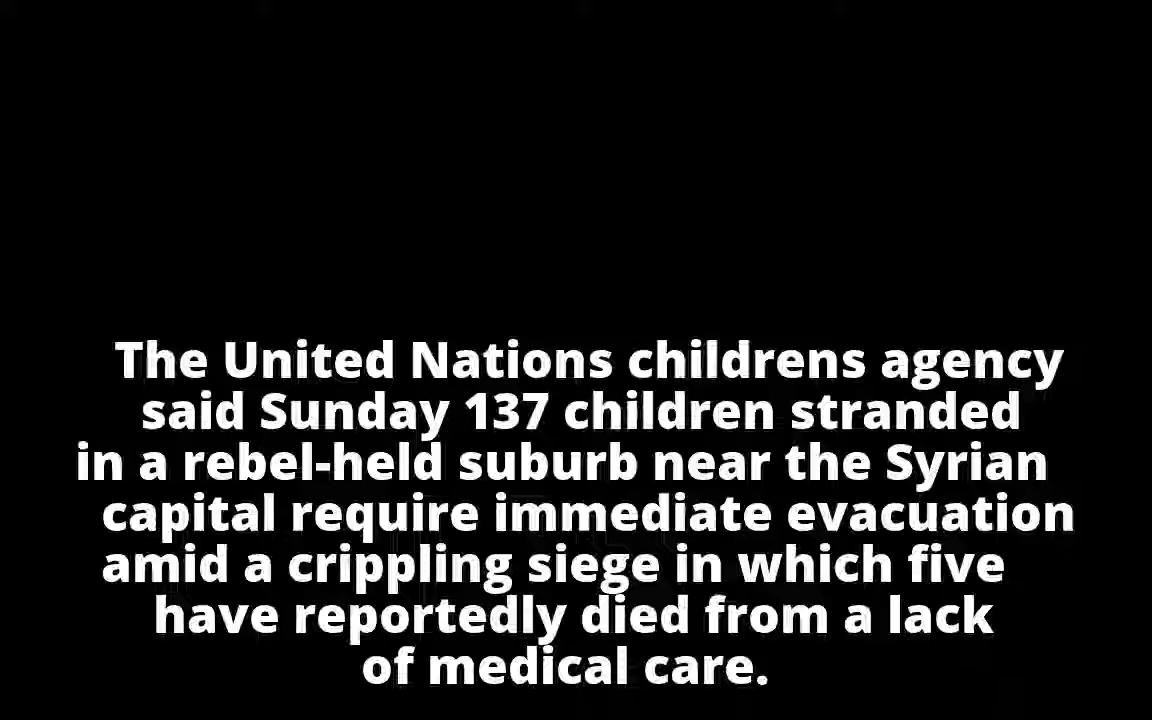 The United Nations childrens agency
said Sunday 137 children stranded
in a rebel-held suburb near the Syrian
capital require immediate evacuation
amid a crippling siege in which five
have reportedly died from a lack
of medical care.